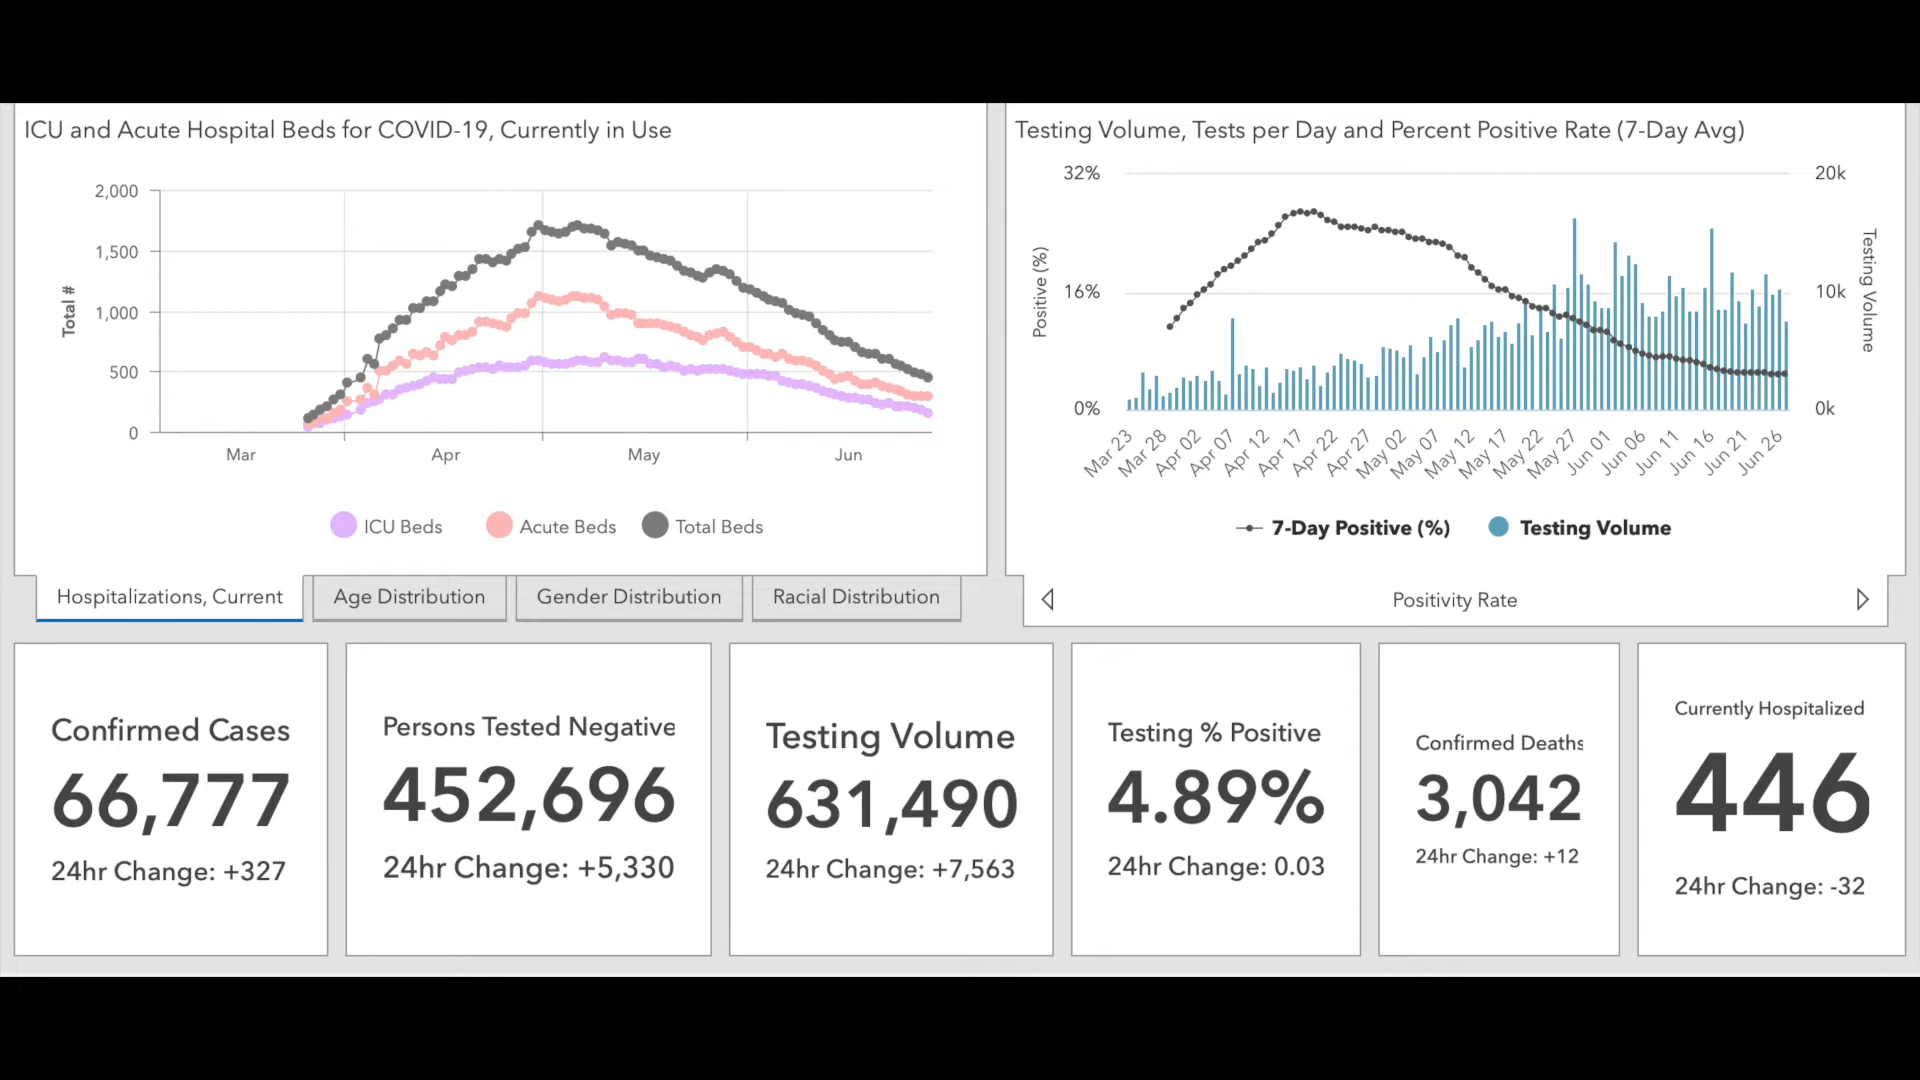 ICU and Acute Hospital Beds for COVID-19, Currently in Use
2,000
1,500
1,000
500
0
Total #
Mar
Apr
May
Jun
ICU Beds
Acute Beds
Total Beds
Testing Volume, Tests per Day and Percent Positive Rate (7-Day Avg)
32%
16%
0%
Positive (%)
20k
10k
0k
Testing Volume
Mar 23
Mar 28
Apr 02
Apr 07
Apr 12
Apr 17
Apr 22
Apr 27
May 02
May 07
May 12
May 17
May 22
May 27
Jun 01
Jun 06
Jun 11
Jun 16
Jun 21
Jun 26
7-Day Positive (%)
Testing Volume
Hospitalizations, Current
Age Distribution
Gender Distribution
Racial Distribution
Positivity Rate
Confirmed Cases
66,777
24hr Change: +327
Persons Tested Negative
452,696
24hr Change: +5,330
Testing Volume
631,490
24hr Change: +7,563
Testing % Positive
4.89%
24hr Change: 0.03
Confirmed Deaths
3,042
24hr Change: +12
Currently Hospitalized
446
24hr Change: -32